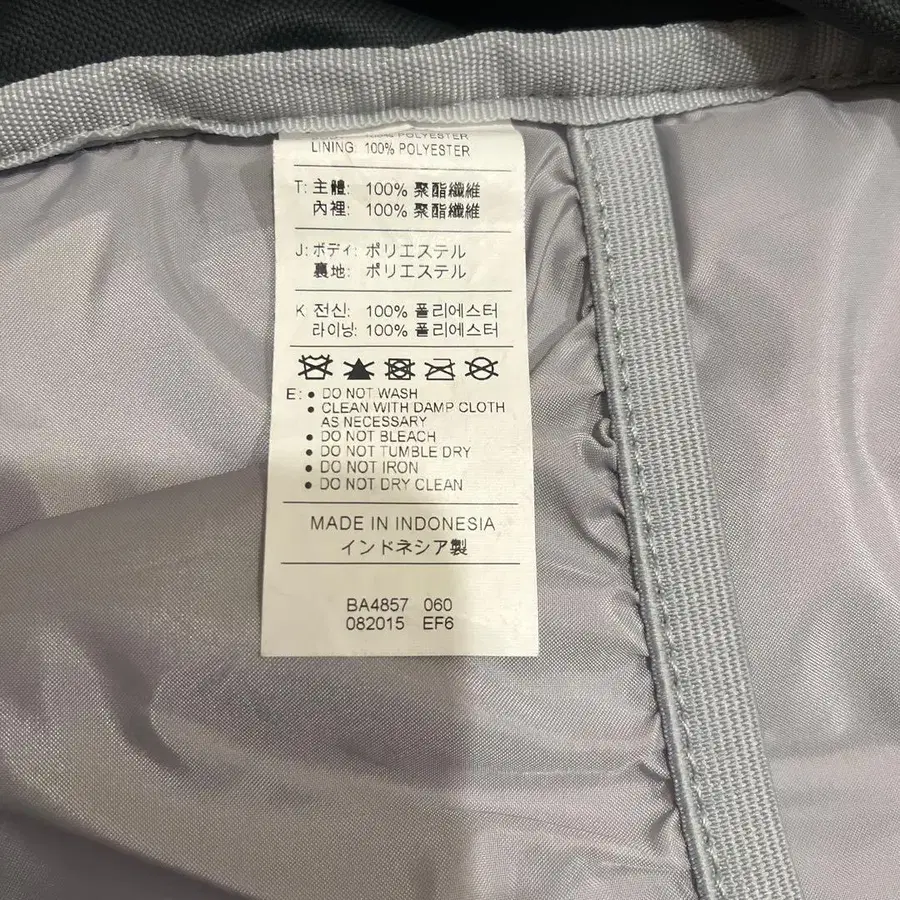 100% POLYESTER
LINING: 100% POLYESTER
T: 主體: 100% 聚酯纖維
內裡: 100% 聚酯纖維
J: ボディ: ポリエステル
裏地: ポリエステル
K 전신: 100% 폴리에스터
라이닝: 100% 폴리에스터
E: • DO NOT WASH
• CLEAN WITH DAMP CLOTH
AS NECESSARY
• DO NOT BLEACH
• DO NOT TUMBLE DRY
• DO NOT IRON
• DO NOT DRY CLEAN
MADE IN INDONESIA
インドネシア製
BA4857 060
082015 EF6